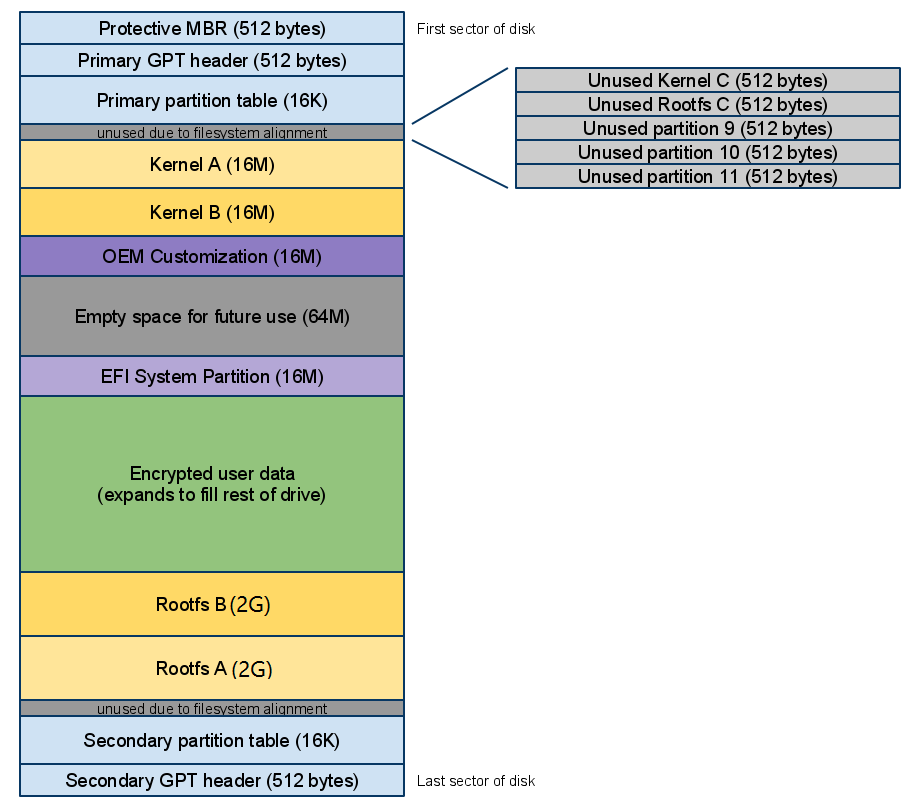 Protective MBR (512 bytes)
First sector of disk
Primary GPT header (512 bytes)
Primary partition table (16K)
unused due to filesystem alignment
Unused Kernel C (512 bytes)
Unused Rootfs C (512 bytes)
Unused partition 9 (512 bytes)
Unused partition 10 (512 bytes)
Unused partition 11 (512 bytes)
Kernel A (16M)
Kernel B (16M)
OEM Customization (16M)
Empty space for future use (64M)
EFI System Partition (16M)
Encrypted user data
(expands to fill rest of drive)
Rootfs B (2G)
Rootfs A (2G)
unused due to filesystem alignment
Secondary partition table (16K)
Secondary GPT header (512 bytes)
Last sector of disk